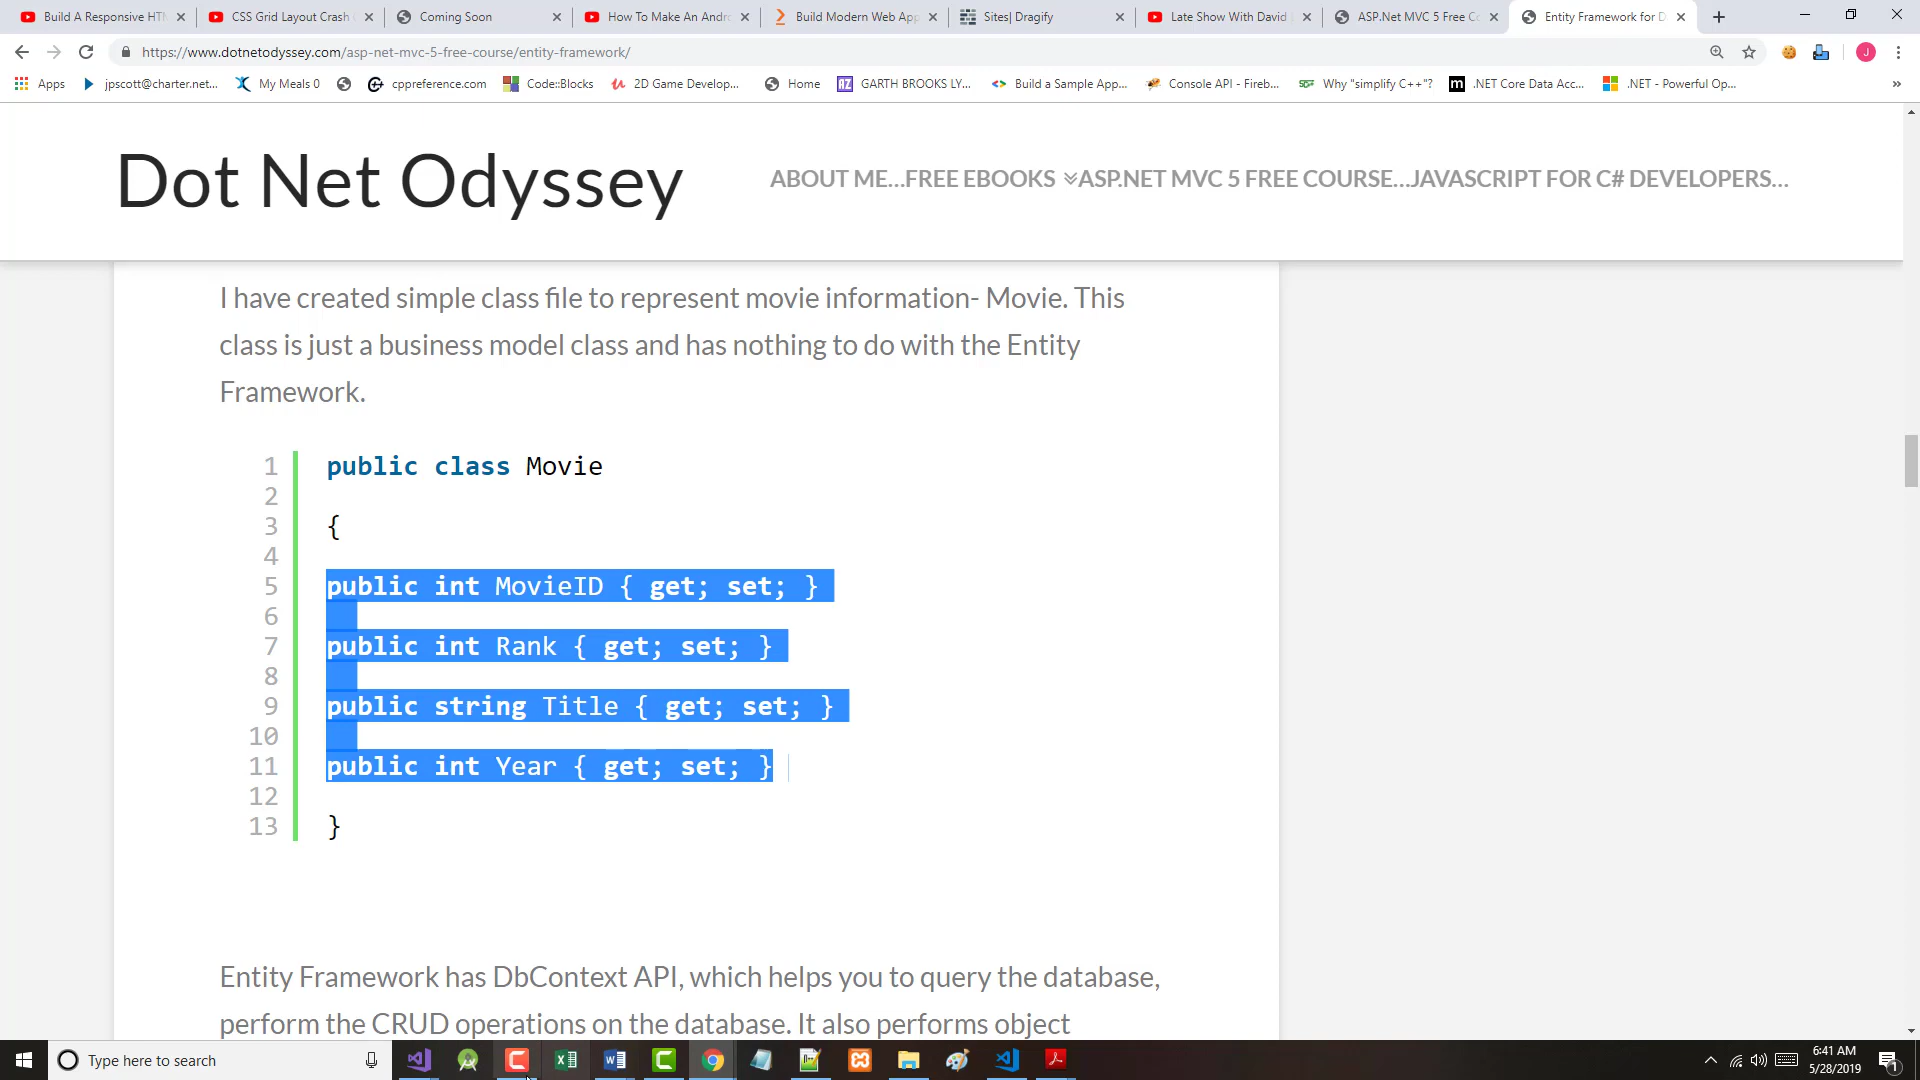 Build A Responsive HT
CSS Grid Layout Crash
Coming Soon
How To Make An Andr
Build Modern Web App
Sites| Dragify
Late Show With David
ASP.Net MVC 5 Free Co
Entity Framework for D
https://www.dotnetodyssey.com/asp-net-mvc-5-free-course/entity-framework/
J
Apps
jpscott@charter.net...
My Meals 0
cppreference.com
Code::Blocks
2D Game Develop...
Home
GARTH BROOKS LY...
Build a Sample App...
Console API - Fireb...
Why "simplify C++"?
.NET Core Data Acc...
.NET - Powerful Op...
Dot Net Odyssey
ABOUT ME...FREE EBOOKS ASP.NET MVC 5 FREE COURSE...JAVASCRIPT FOR C# DEVELOPERS...
I have created simple class file to represent movie information- Movie. This
class is just a business model class and has nothing to do with the Entity
Framework.
1 public class Movie
2
3 {
4
5 public int MovieID { get; set; }
6
7 public int Rank { get; set; }
8
9 public string Title { get; set; }
10
11 public int Year { get; set; }
12
13 }
Entity Framework has DbContext API, which helps you to query the database,
perform the CRUD operations on the database. It also performs object
Type here to search
6:41 AM
5/28/2019
1